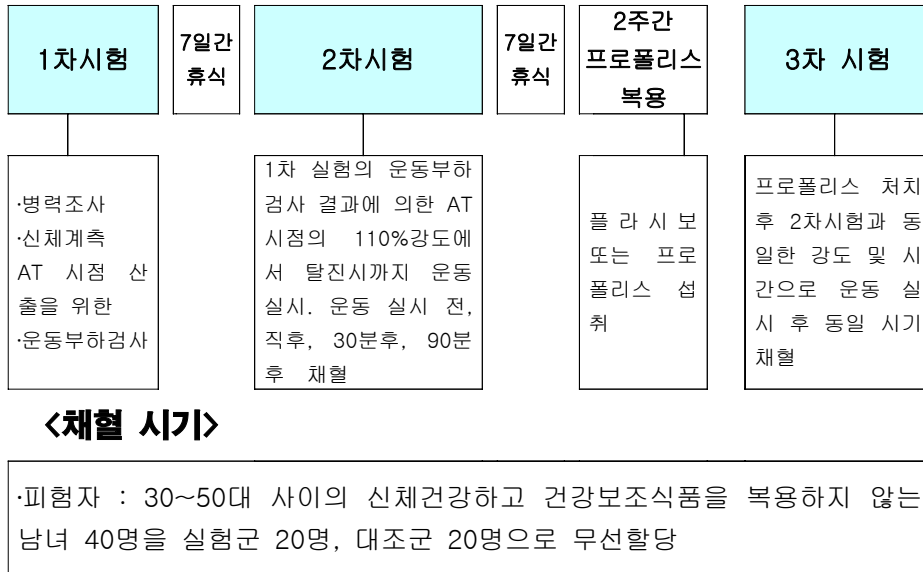 1차시험
7일간
휴식
2차시험
7일간
휴식
2주간
프로폴리스
복용
3차 시험
·병력조사
·신체계측
AT 시점 산
출을 위한
·운동부하검사
1차 실험의 운동부하
검사 결과에 의한 AT
시점의 110%강도에
서 탈진시까지 운동
실시. 운동 실시 전,
직후, 30분후, 90분
후 채혈
플 라 시 보
또는 프로
폴리스 섭
취
프로폴리스 처치
후 2차시험과 동
일한 강도 및 시
간으로 운동 실
시 후 동일 시기
채혈
<채혈 시기>
·피험자 : 30~50대 사이의 신체건강하고 건강보조식품을 복용하지 않는
남녀 40명을 실험군 20명, 대조군 20명으로 무선할당